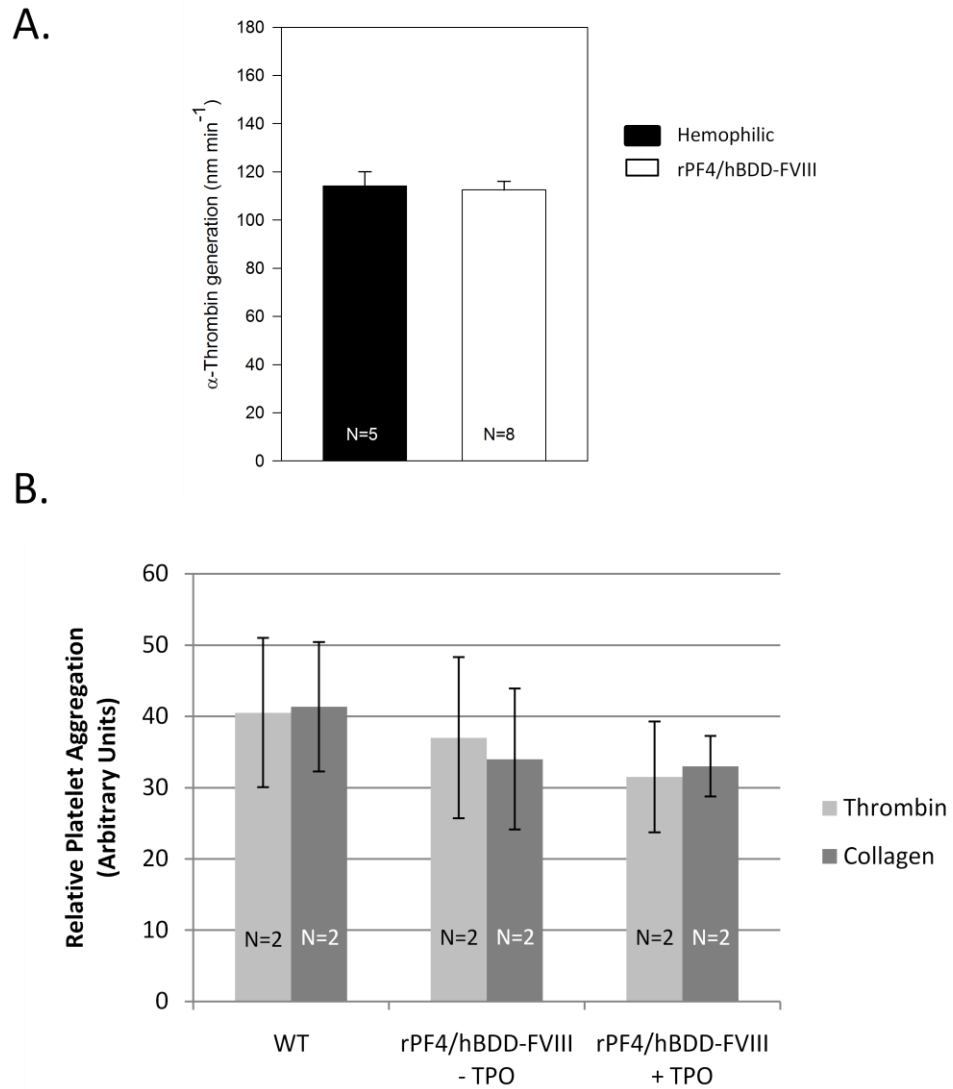 A.
α-Thrombin generation (nm min⁻¹)
180
160
140
120
100
80
60
40
20
0
N=5
N=8
Hemophilic
rPF4/hBDD-FVIII
B.
Relative Platelet Aggregation
(Arbitrary Units)
60
50
40
30
20
10
0
N=2
N=2
N=2
N=2
N=2
N=2
WT
rPF4/hBDD-FVIII
- TPO
rPF4/hBDD-FVIII
+ TPO
Thrombin
Collagen